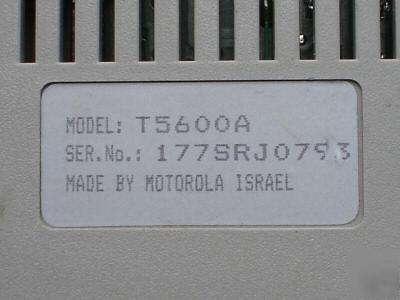 MODEL: T5600A
SER.No.: 177SRJ0793
MADE BY MOTOROLA ISRAEL